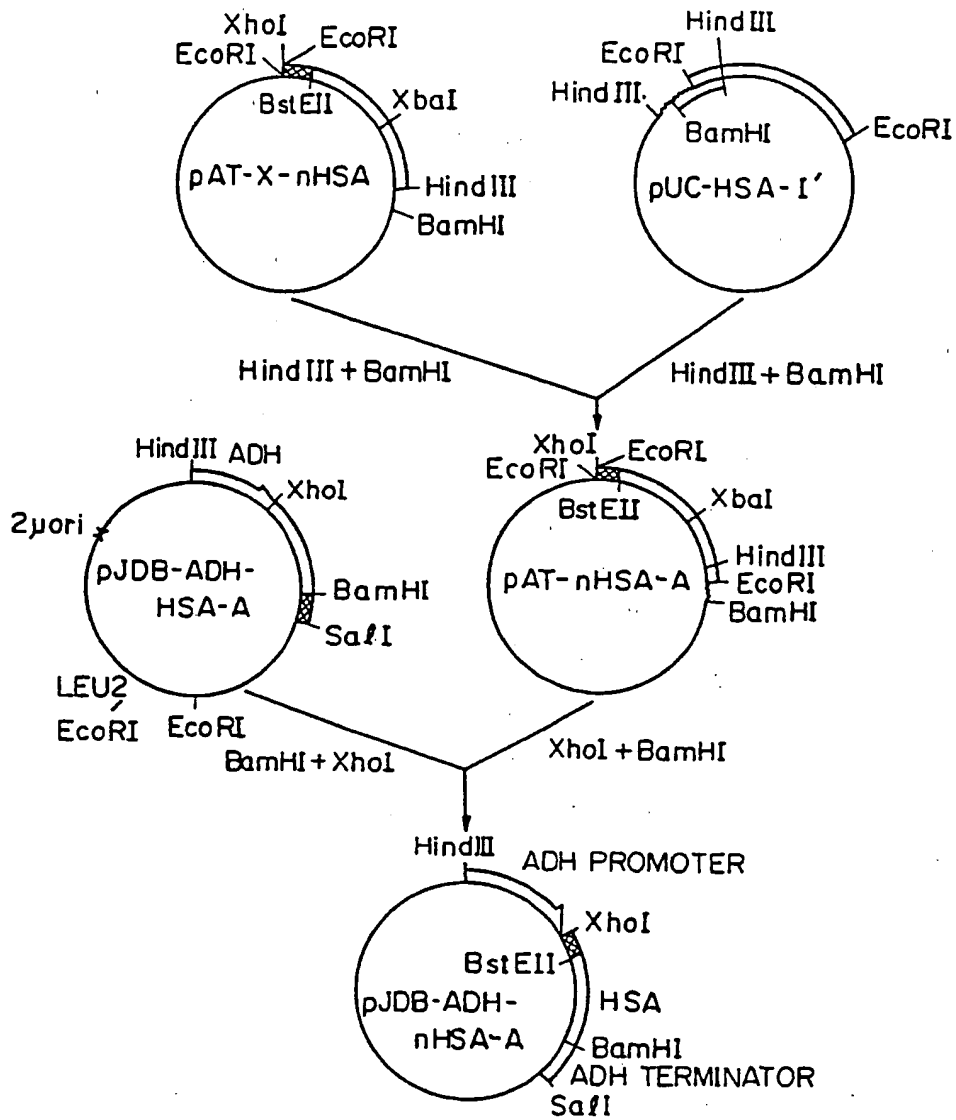 XhoI
EcoRI
EcoRI
BstEII
XbaI
pAT-X-nHSA
HindIII
BamHI
HindIII
EcoRI
HindIII
BamHI
EcoRI
pUC-HSA-I'
HindIII+BamHI
HindIII+BamHI
HindIII
ADH
XhoI
2μori
pJDB-ADH-
HSA-A
BamHI
SalI
LEU2
EcoRI
EcoRI
XhoI
EcoRI
EcoRI
BstEII
XbaI
HindIII
pAT-nHSA-A
EcoRI
BamHI
BamHI+XhoI
XhoI+BamHI
HindIII
ADH PROMOTER
XhoI
BstEII
pJDB-ADH-
nHSA-A
HSA
BamHI
ADH TERMINATOR
SalI